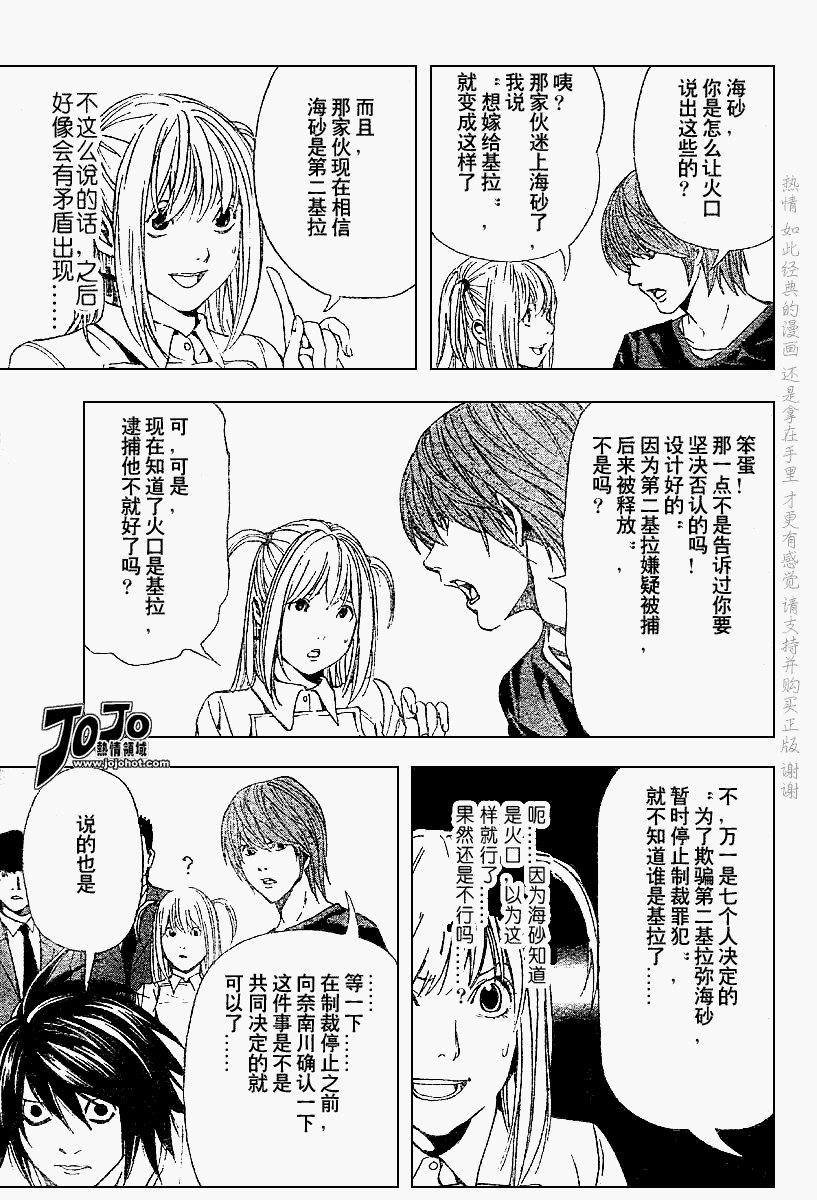 海砂，
你是怎么让火口
说出这些的？
咦？
那家伙迷上海砂了，
我说
“想嫁给基拉”，
就变成这样了
而且，
那家伙现在相信
海砂是第二基拉
不这么说的话，之后
好像会有矛盾出现……
笨蛋！
那一点不是告诉过你要
坚决否认的吗！
设计好的“
因为第二基拉嫌疑被捕，
后来被释放”，
不是吗？
可，可是，
现在知道了火口是基拉，
逮捕他不就好了吗？
不，万一是七个人决定的
“为了欺骗第二基拉弥海砂，
暂时停止制裁罪犯”，
就不知道谁是基拉了……
呃……因为海砂知道
是火口，以为这
样就行了……
果然还是不行吗……？
等一下……
在制裁停止之前，
向奈南川确认一下
这件事是不是
共同决定的就
可以了……
？
说的也是
JOJO
熱情領域
www.jojohot.com
热情 如此经典的漫画 还是拿在手里 才更有感觉 请支持并购买正版 谢谢